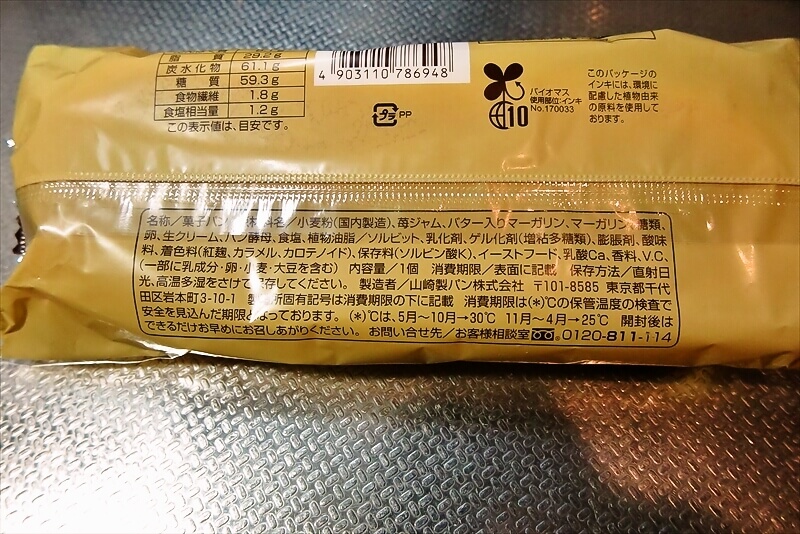 脂 質 29.2g
炭水化物 61.1g
糖 質 59.3g
食物繊維 1.8g
食塩相当量 1.2g
この表示値は、目安です。
4 903110 786948
プラ PP
10
バイオマス
使用部位:インキ
No.170033
このパッケージの
インキには、環境に
配慮した植物由来
の原料を使用して
おります。
名称/菓子パン 材料名/小麦粉(国内製造)、苺ジャム、バター入りマーガリン、マーガリン、糖類、
卵、生クリーム、パン酵母、食塩、植物油脂/ソルビット、乳化剤、ゲル化剤(増粘多糖類)、膨脹剤、酸味
料、着色料(紅麹、カラメル、カロテノイド)、保存料(ソルビン酸K)、イーストフード、乳酸Ca、香料、V.C、
(一部に乳成分・卵・小麦・大豆を含む) 内容量/1個 消費期限/表面に記載 保存方法/直射日
光、高温多湿をさけて保存してください。 製造者/山崎製パン株式会社 〒101-8585 東京都千代
田区岩本町3-10-1 製造所固有記号は消費期限の下に記載 消費期限は(*)℃の保管温度の検査で
安全を見込んだ期限となっております。(*)℃は、5月〜10月→30℃ 11月〜4月→25℃ 開封後は
できるだけお早めにお召しあがりください。 お問い合せ先/お客様相談室 0120-811-114